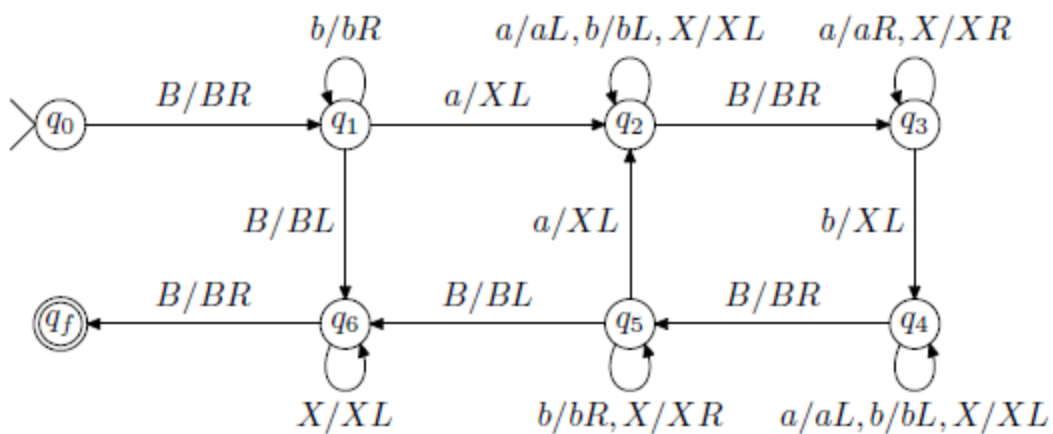 b/bR a/aL, b/bL, X/XL a/aR, X/XR
B/BR a/XL B/BR
q0 q1 q2 q3
B/BL a/XL b/XL
B/BR B/BL B/BR
qf q6 q5 q4
X/XL b/bR, X/XR a/aL, b/bL, X/XL